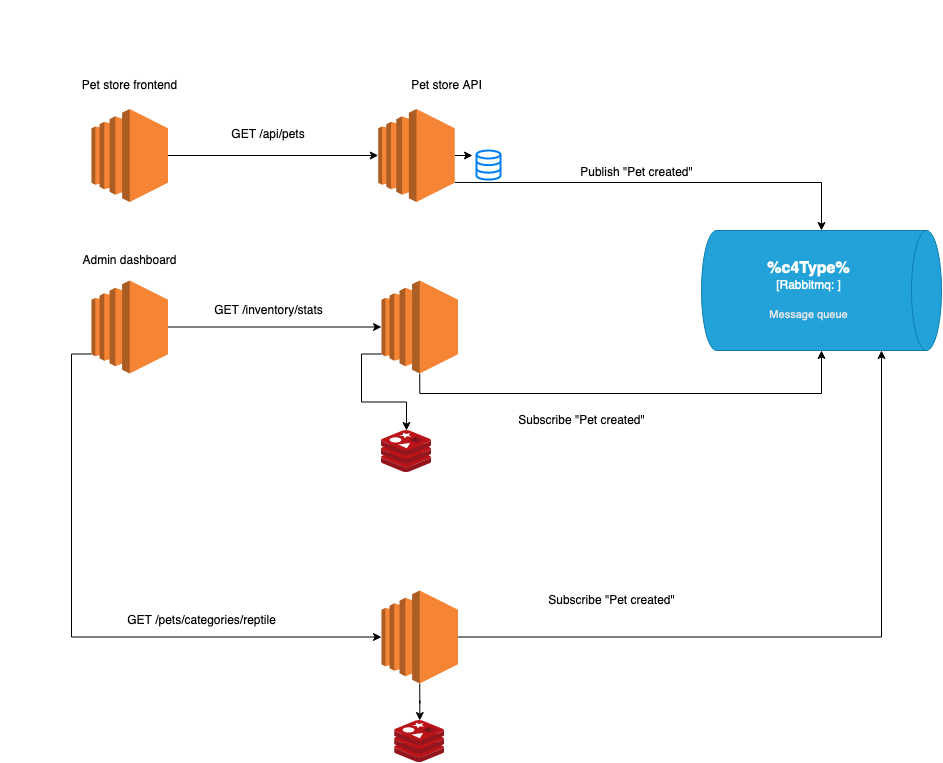 Pet store frontend
Pet store API
GET /api/pets
Publish "Pet created"
Admin dashboard
%c4Type%
[Rabbitmq: ]
Message queue
GET /inventory/stats
Subscribe "Pet created"
Subscribe "Pet created"
GET /pets/categories/reptile